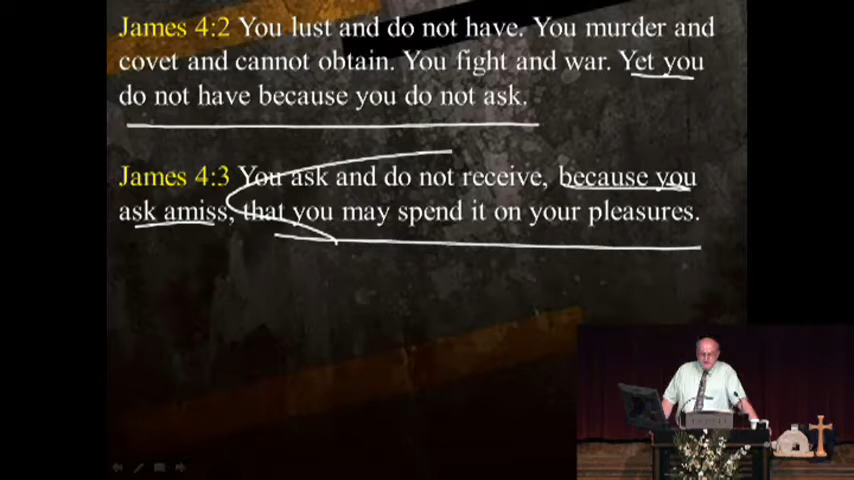 James 4:2 You lust and do not have. You murder and
covet and cannot obtain. You fight and war. Yet you
do not have because you do not ask.
James 4:3 You ask and do not receive, because you
ask amiss, that you may spend it on your pleasures.